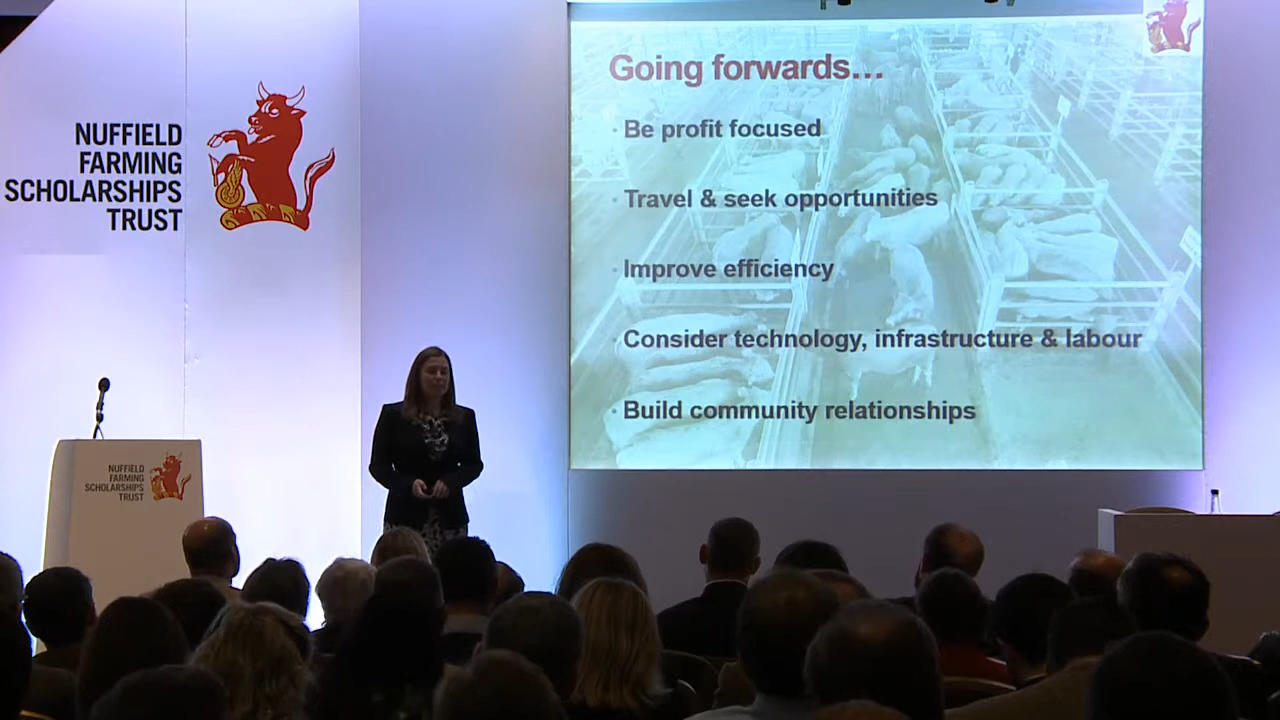 NUFFIELD
FARMING
SCHOLARSHIPS
TRUST
Going forwards...
· Be profit focused
· Travel & seek opportunities
· Improve efficiency
· Consider technology, infrastructure & labour
· Build community relationships
NUFFIELD
FARMING
SCHOLARSHIPS
TRUST